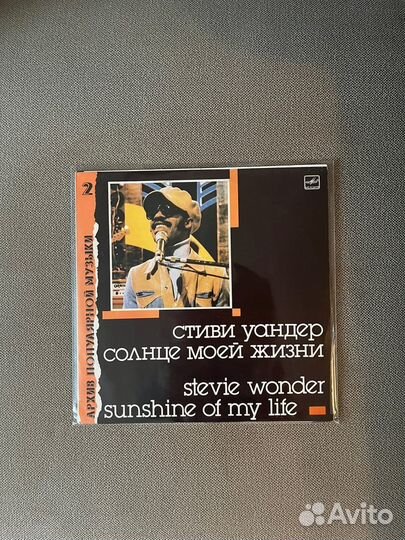 2
АРХИВ ПОПУЛЯРНОЙ МУЗЫКИ
стиви уандер
солнце моей жизни
stevie wonder
sunshine of my life
Avito